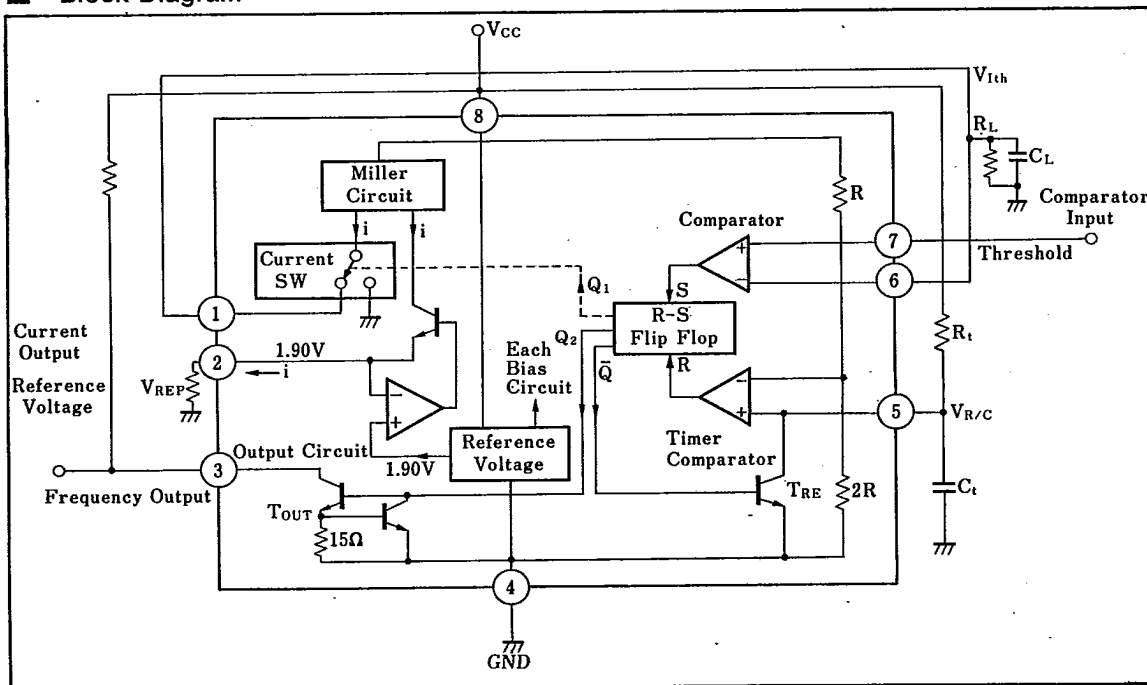 Block Diagram
VCC
VIth
8
RL
CL
Miller
Circuit
R
Comparator
Input
Comparator
i
i
7
+
Threshold
Current
SW
−
6
Q1
S
R-S
Flip Flop
1
Rt
Current Output
Q2
Each
Bias
Circuit
Q̄
R
2
1.90V
i
−
Reference
Voltage
VREP
−
+
5
VR/C
+
Reference
Voltage
Timer
Comparator
Output Circuit
1.90V
3
Frequency Output
TRE
2R
Ct
TOUT
15Ω
4
GND